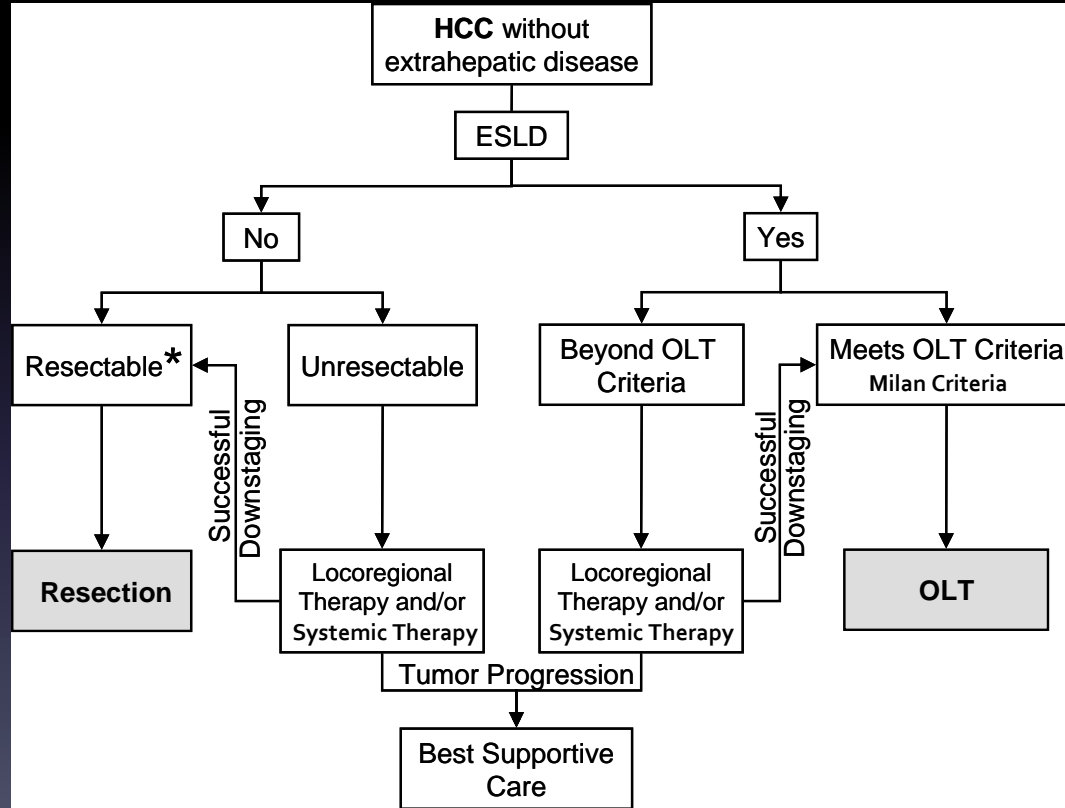 HCC without
extrahepatic disease
ESLD
No
Yes
Resectable*
Unresectable
Beyond OLT
Criteria
Meets OLT Criteria
Milan Criteria
Successful
Downstaging
Successful
Downstaging
Resection
Locoregional
Therapy and/or
Systemic Therapy
Locoregional
Therapy and/or
Systemic Therapy
OLT
Tumor Progression
Best Supportive
Care